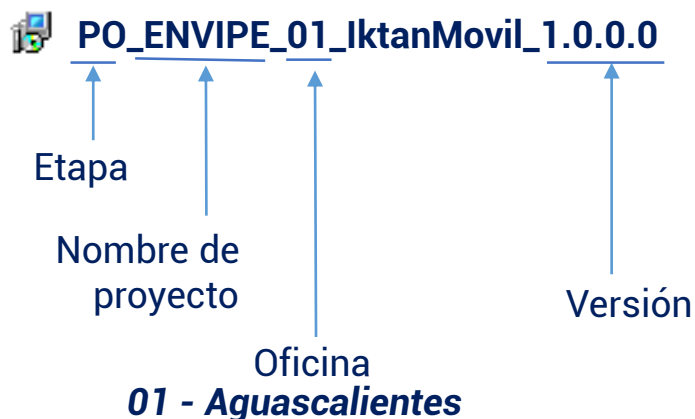 PO_ENVIPE_01_IktanMovil_1.0.0.0
Etapa
Nombre de
proyecto
Versión
Oficina
01 - Aguascalientes